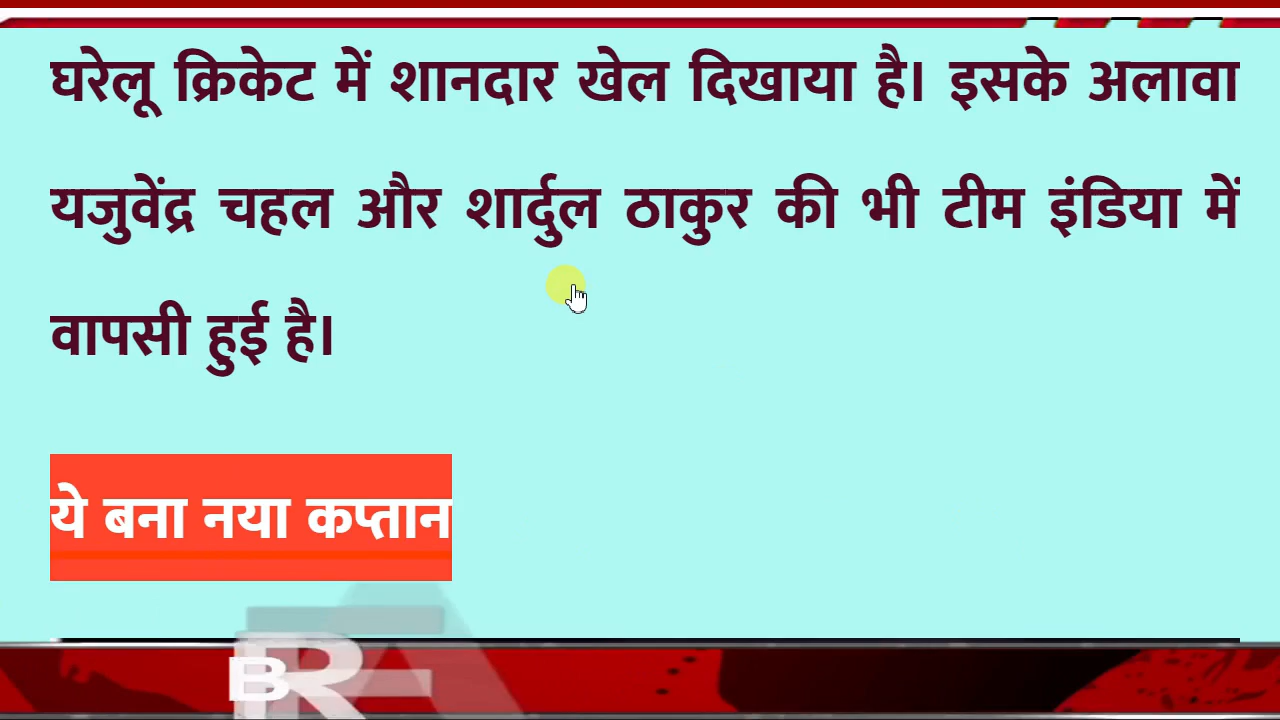 घरेलू क्रिकेट में शानदार खेल दिखाया है। इसके अलावा
यजुवेंद्र चहल और शार्दुल ठाकुर की भी टीम इंडिया में
वापसी हुई है।
ये बना नया कप्तान